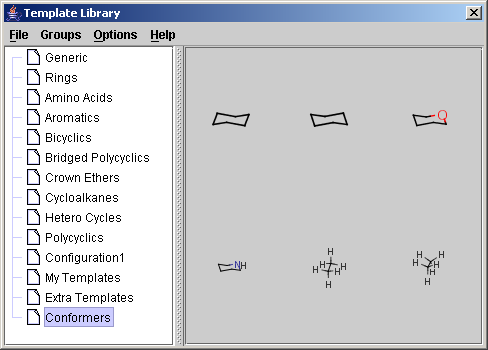 Template Library
File Groups Options Help
Generic
Rings
Amino Acids
Aromatics
Bicyclics
Bridged Polycyclics
Crown Ethers
Cycloalkanes
Hetero Cycles
Polycyclics
Configuration1
My Templates
Extra Templates
Conformers
O
NH
H
H H H H
H
H H
H H
H